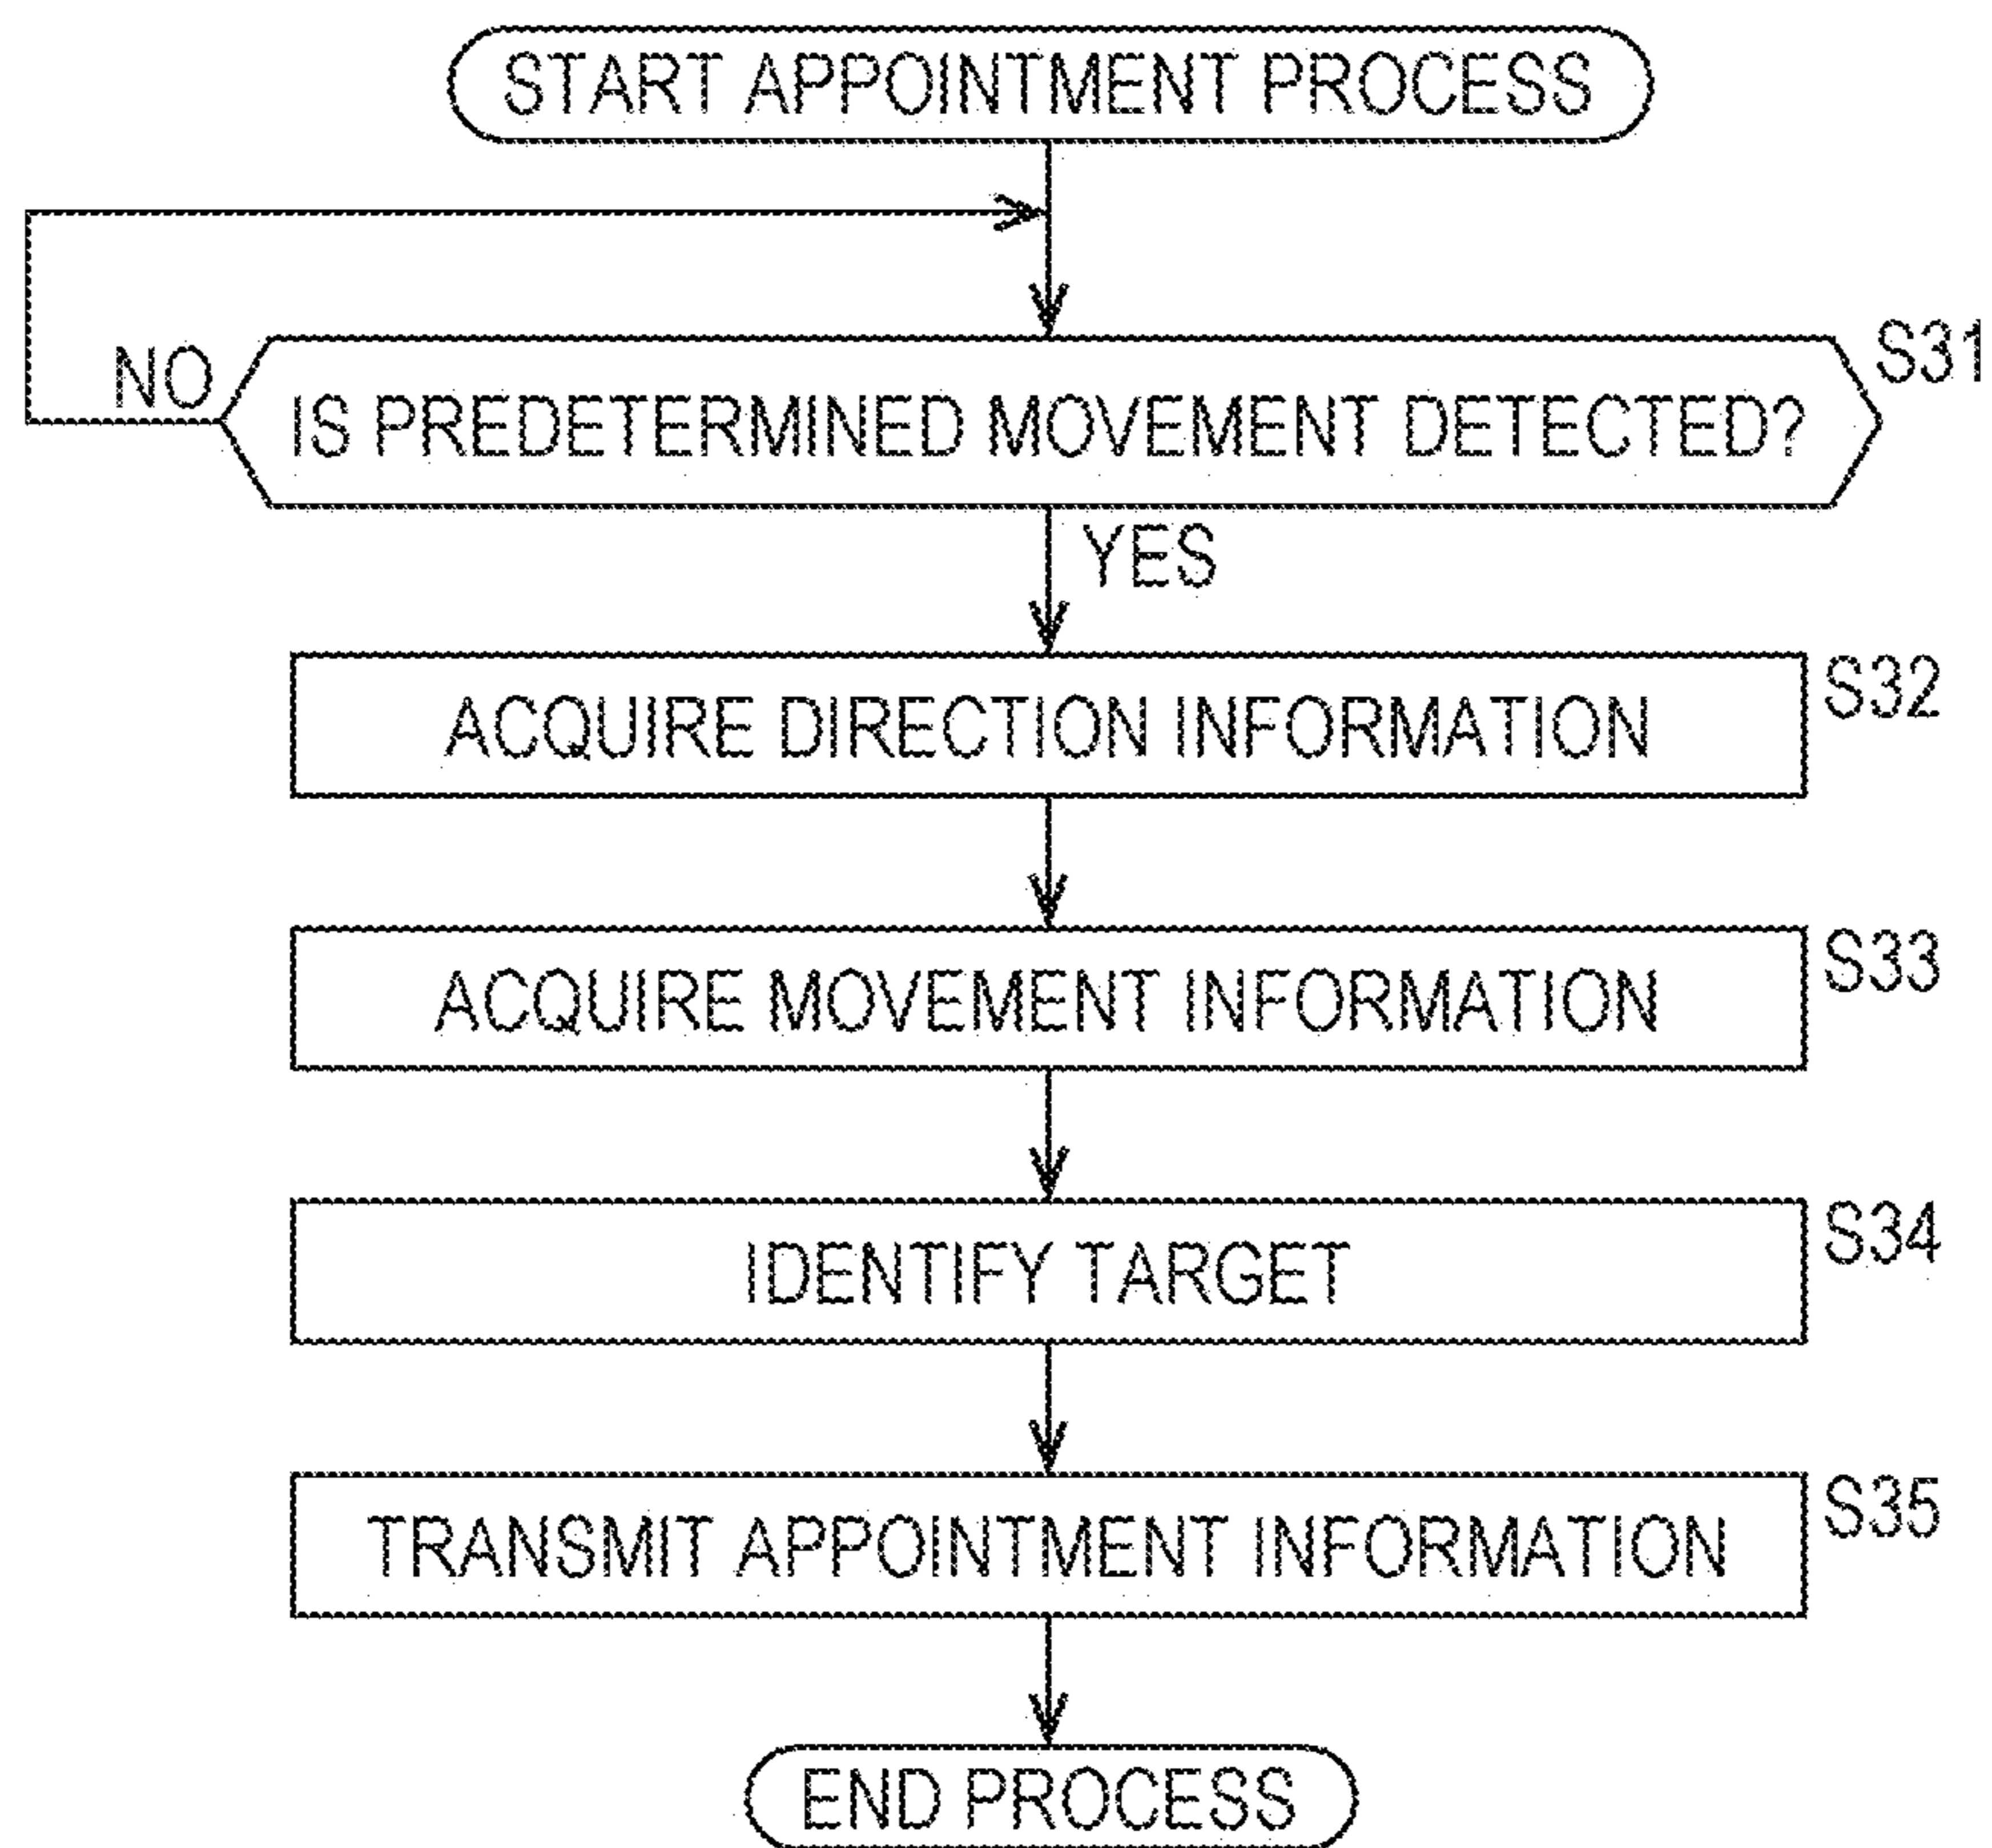 START APPOINTMENT PROCESS
NO
IS PREDETERMINED MOVEMENT DETECTED?
S31
YES
ACQUIRE DIRECTION INFORMATION
S32
ACQUIRE MOVEMENT INFORMATION
S33
IDENTIFY TARGET
S34
TRANSMIT APPOINTMENT INFORMATION
S35
END PROCESS